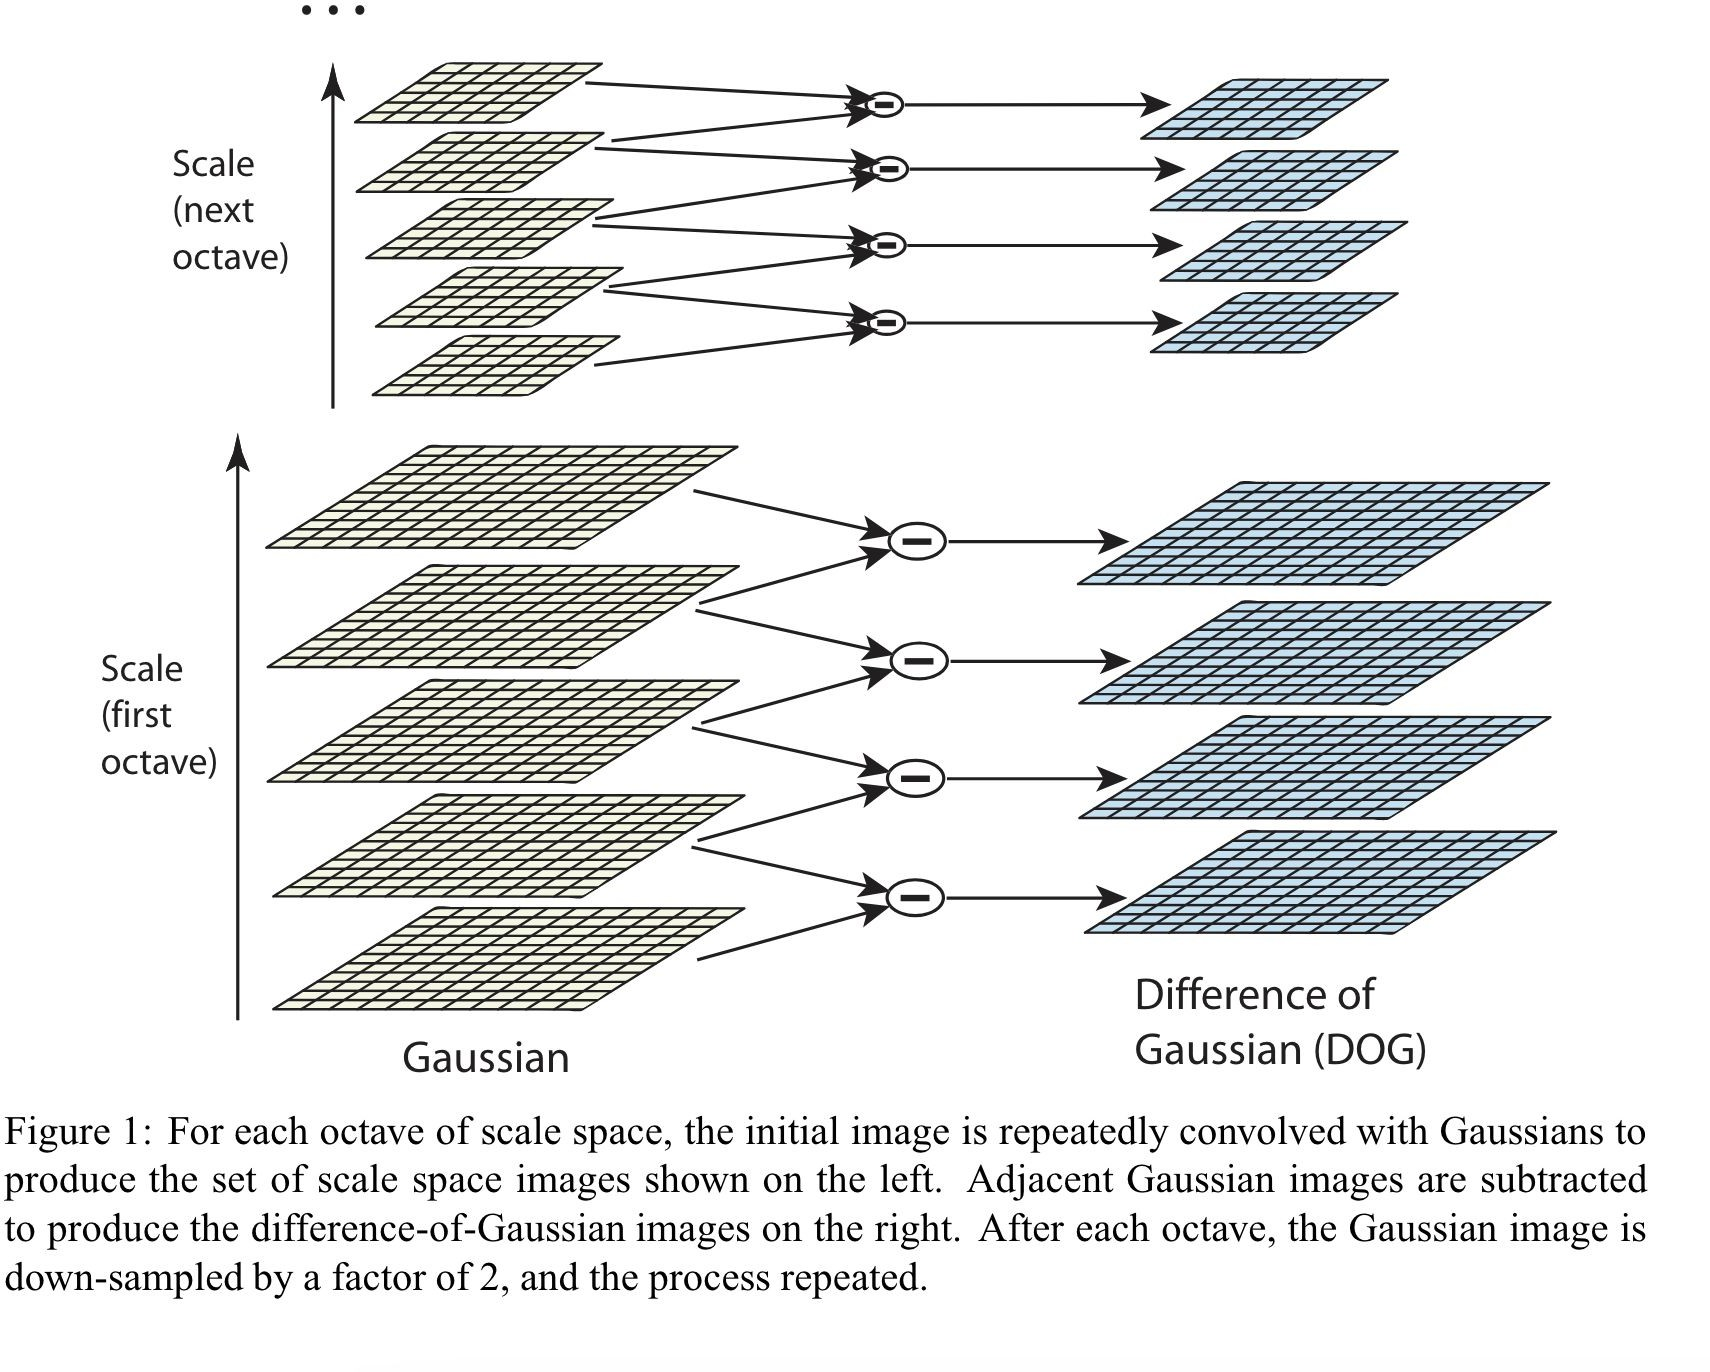 ...
Scale
(next
octave)
Scale
(first
octave)
Difference of
Gaussian (DOG)
Gaussian
Figure 1: For each octave of scale space, the initial image is repeatedly convolved with Gaussians to
produce the set of scale space images shown on the left. Adjacent Gaussian images are subtracted
to produce the difference-of-Gaussian images on the right. After each octave, the Gaussian image is
down-sampled by a factor of 2, and the process repeated.